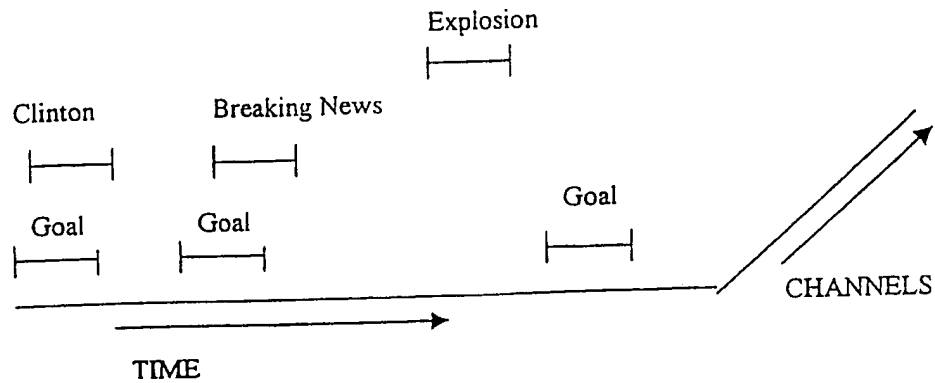 Explosion
Clinton
Breaking News
Goal
Goal
Goal
CHANNELS
TIME